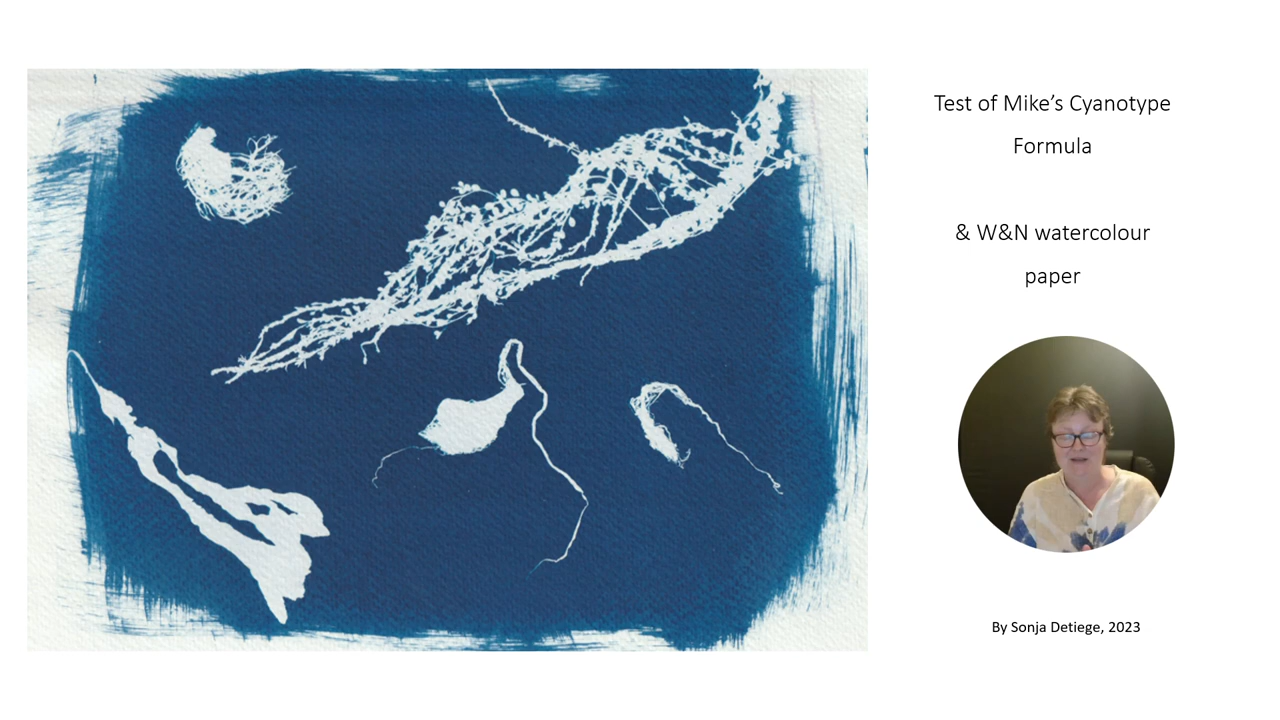 Test of Mike’s Cyanotype
Formula
& W&N watercolour
paper
By Sonja Detiege, 2023